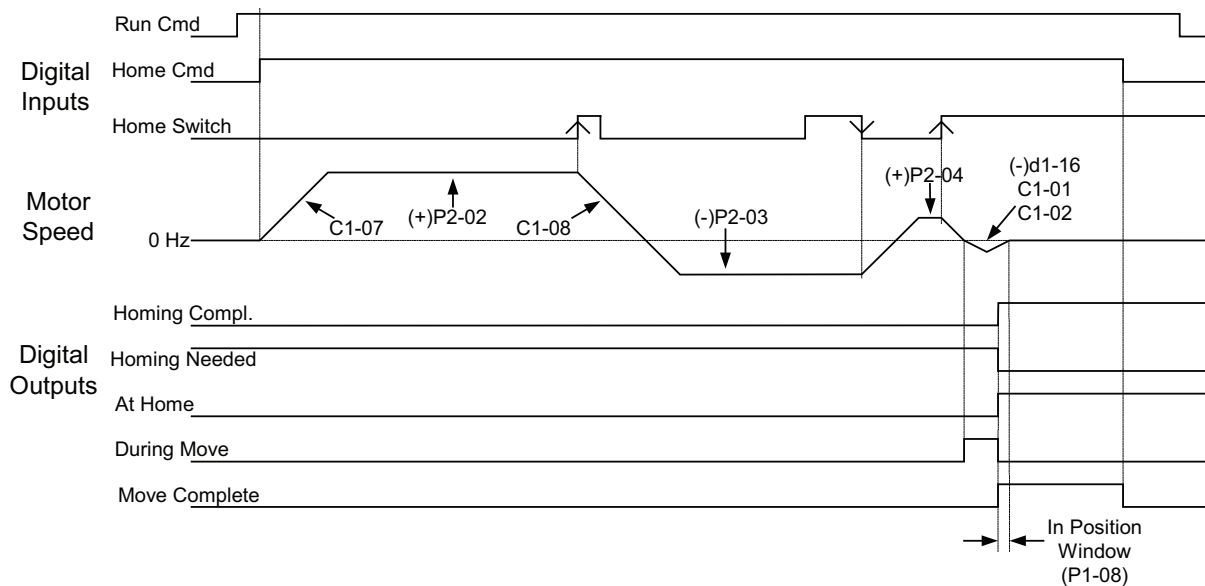 Run Cmd
Digital
Inputs
Home Cmd
Home Switch
Motor
Speed
0 Hz
C1-07
(+)P2-02
C1-08
(-)P2-03
(+)P2-04
(-)d1-16
C1-01
C1-02
Digital
Outputs
Homing Compl.
Homing Needed
At Home
During Move
Move Complete
In Position
Window
(P1-08)